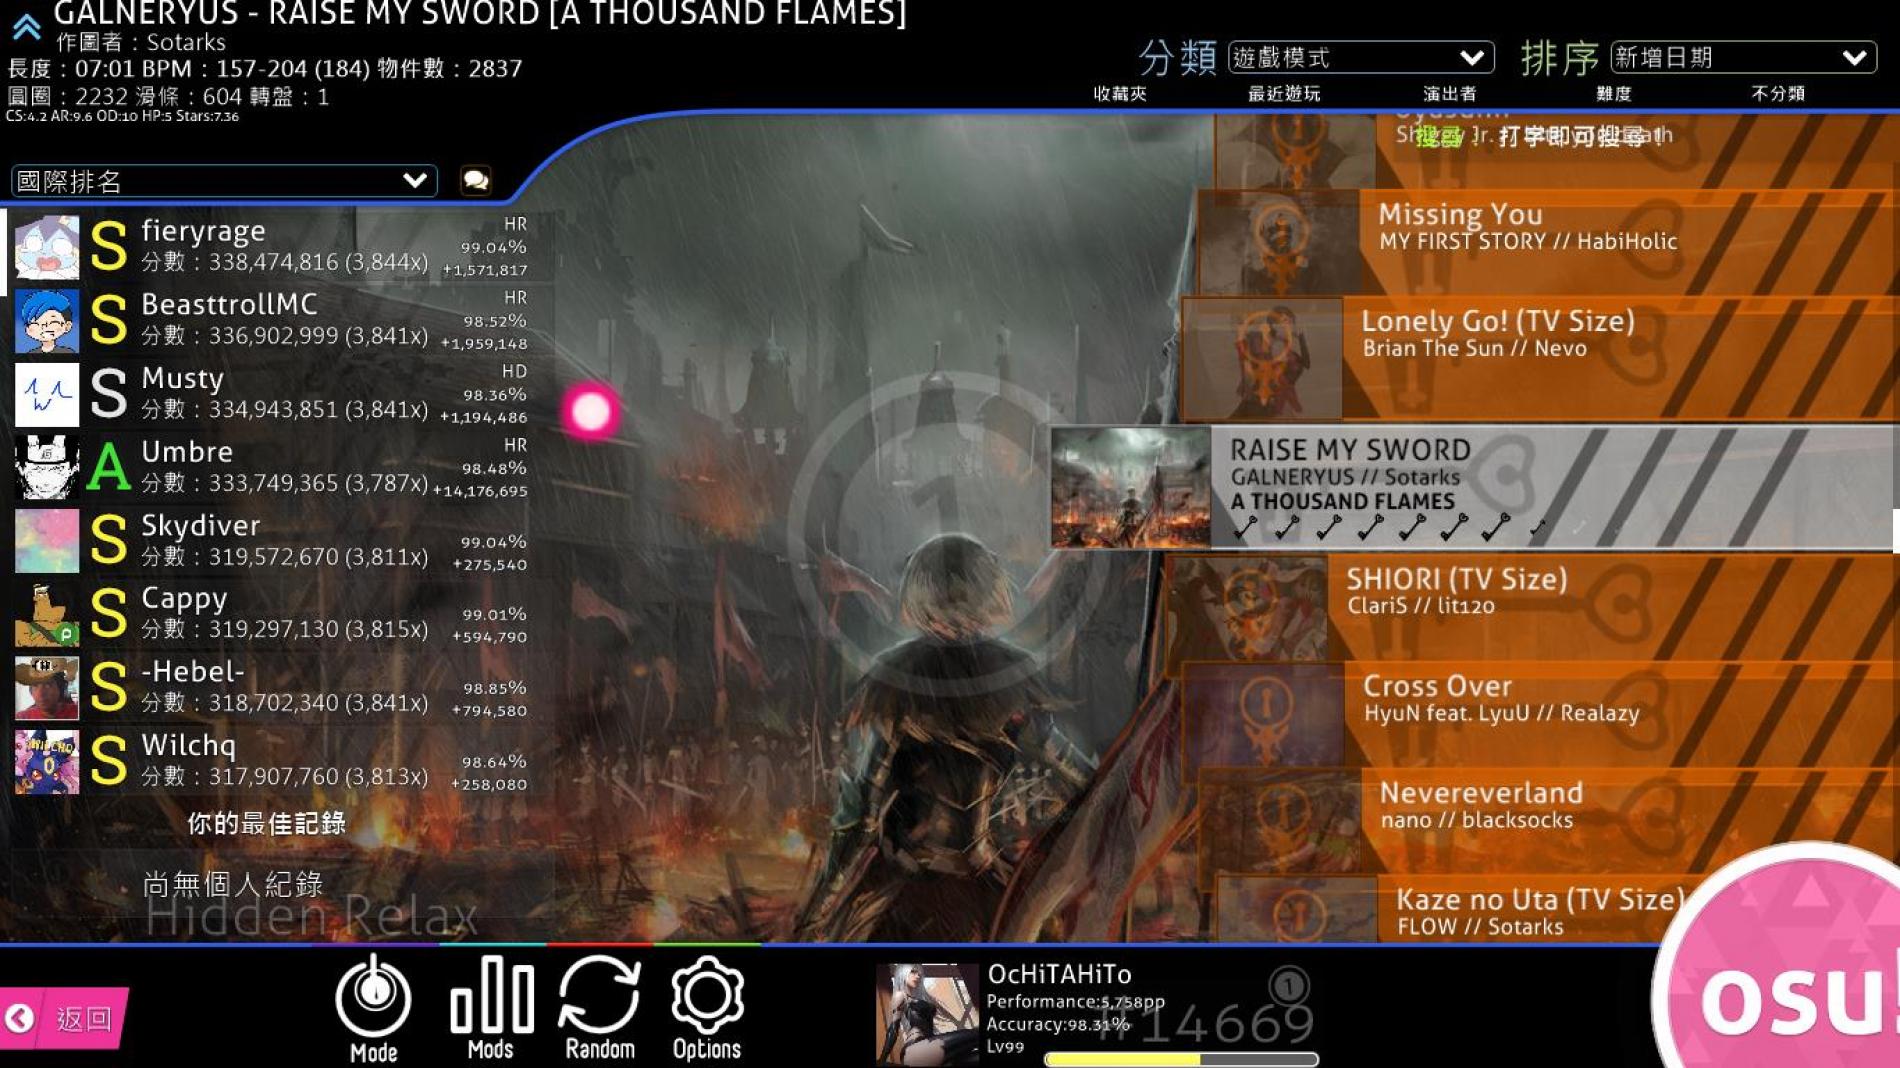 GALNERYUS - RAISE MY SWORD [A THOUSAND FLAMES]
作圖者：Sotarks
長度：07:01 BPM：157-204 (184) 物件數：2837
圓圈：2232 滑條：604 轉盤：1
CS:4.2 AR:9.6 OD:10 HP:5 Stars:7.36
分類 遊戲模式
排序 新增日期
收藏夾 最近遊玩 演出者 難度 不分類
搜尋： 打字即可搜尋！
國際排名
S fieryrage HR
分數：338,474,816 (3,844x) 99.04%
+1,571,817
S BeasttrollMC HR
分數：336,902,999 (3,841x) 98.52%
+1,959,148
S Musty HD
分數：334,943,851 (3,841x) 98.36%
+1,194,486
A Umbre HR
分數：333,749,365 (3,787x) 98.48%
+14,176,695
S Skydiver
分數：319,572,670 (3,811x) 99.04%
+275,540
S Cappy
分數：319,297,130 (3,815x) 99.01%
+594,790
S -Hebel-
分數：318,702,340 (3,841x) 98.85%
+794,580
S Wilchq
分數：317,907,760 (3,813x) 98.64%
+258,080
你的最佳記錄
尚無個人紀錄
Hidden,Relax
Missing You
MY FIRST STORY // HabiHolic
Lonely Go! (TV Size)
Brian The Sun // Nevo
RAISE MY SWORD
GALNERYUS // Sotarks
A THOUSAND FLAMES
SHIORI (TV Size)
ClariS // lit120
Cross Over
HyuN feat. LyuU // Realazy
Nevereverland
nano // blacksocks
Kaze no Uta (TV Size)
FLOW // Sotarks
返回
Mode
Mods
Random
Options
OcHiTAHiTo
Performance:5,758pp
Accuracy:98.31%
Lv99
#14669
osu!